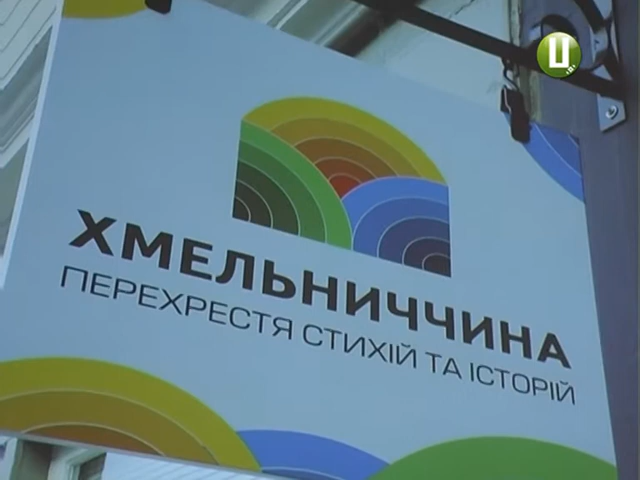 Ц
ХМЕЛЬНИЧЧИНА
ПЕРЕХРЕСТЯ СТИХІЙ ТА ІСТОРІЙ